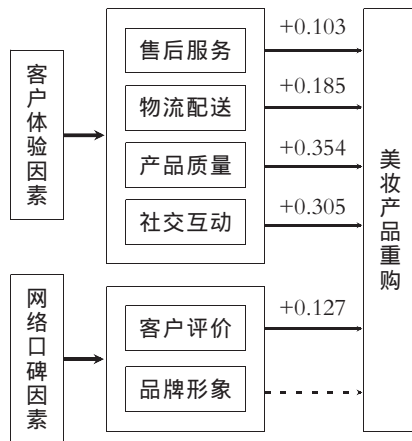 客户体验因素
售后服务
+0.103
物流配送
+0.185
产品质量
+0.354
社交互动
+0.305
美妆产品重购
网络口碑因素
客户评价
+0.127
品牌形象